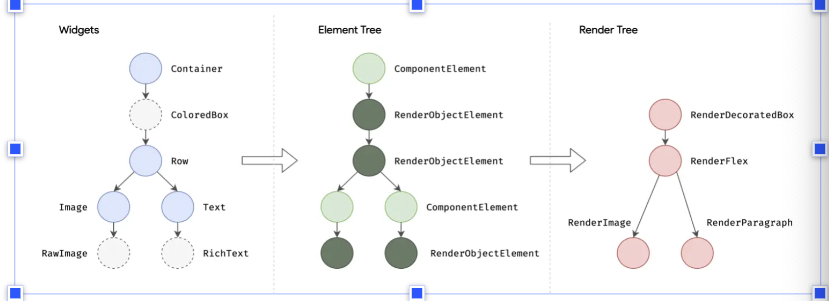 Widgets
Container
ColoredBox
Row
Image
Text
RawImage
RichText
Element Tree
ComponentElement
RenderObjectElement
RenderObjectElement
ComponentElement
RenderObjectElement
Render Tree
RenderDecoratedBox
RenderFlex
RenderImage
RenderParagraph